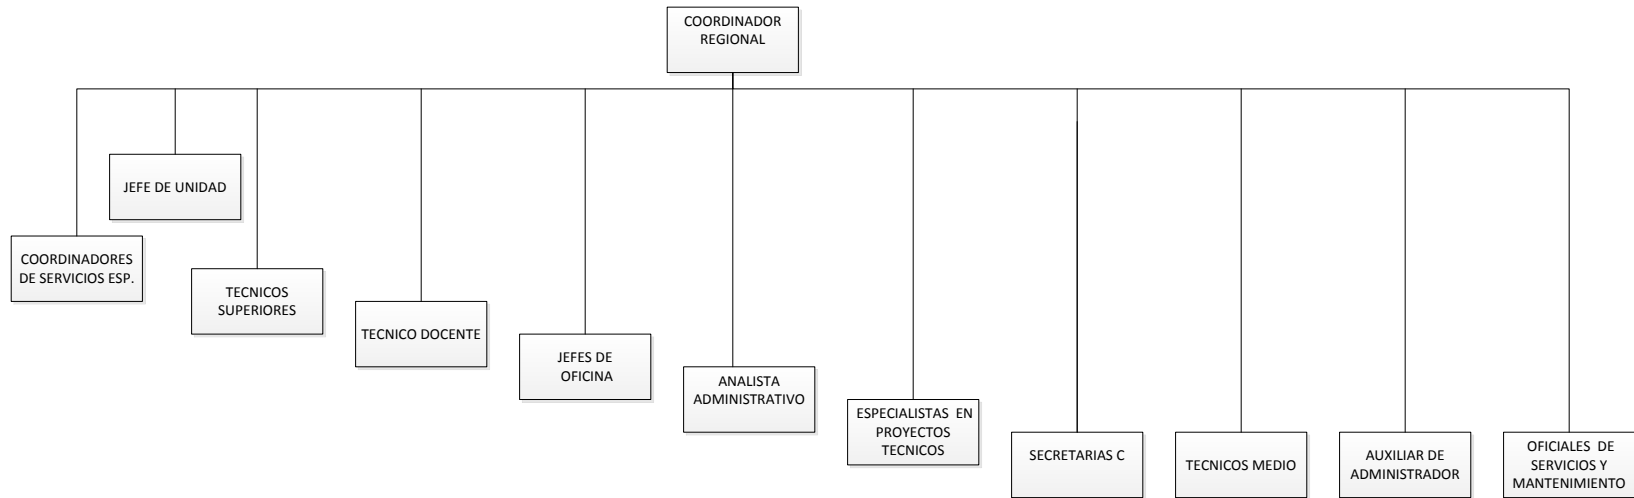 COORDINADOR
REGIONAL
JEFE DE UNIDAD
COORDINADORES
DE SERVICIOS ESP.
TECNICOS
SUPERIORES
TECNICO DOCENTE
JEFES DE
OFICINA
ANALISTA
ADMINISTRATIVO
ESPECIALISTAS EN
PROYECTOS
TECNICOS
SECRETARIAS C
TECNICOS MEDIO
AUXILIAR DE
ADMINISTRADOR
OFICIALES DE
SERVICIOS Y
MANTENIMIENTO